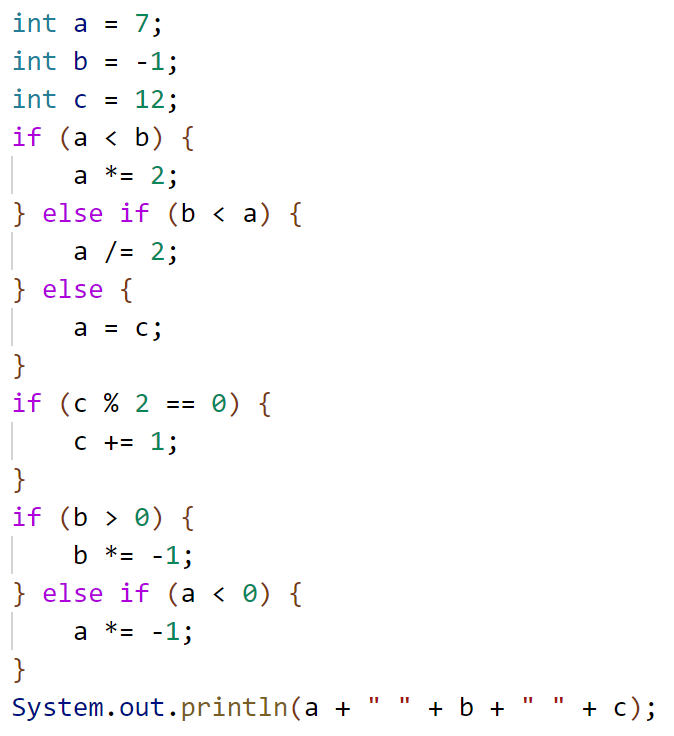 int a = 7;
int b = -1;
int c = 12;
if (a < b) {
    a *= 2;
} else if (b < a) {
    a /= 2;
} else {
    a = c;
}
if (c % 2 == 0) {
    c += 1;
}
if (b > 0) {
    b *= -1;
} else if (a < 0) {
    a *= -1;
}
System.out.println(a + " " + b + " " + c);